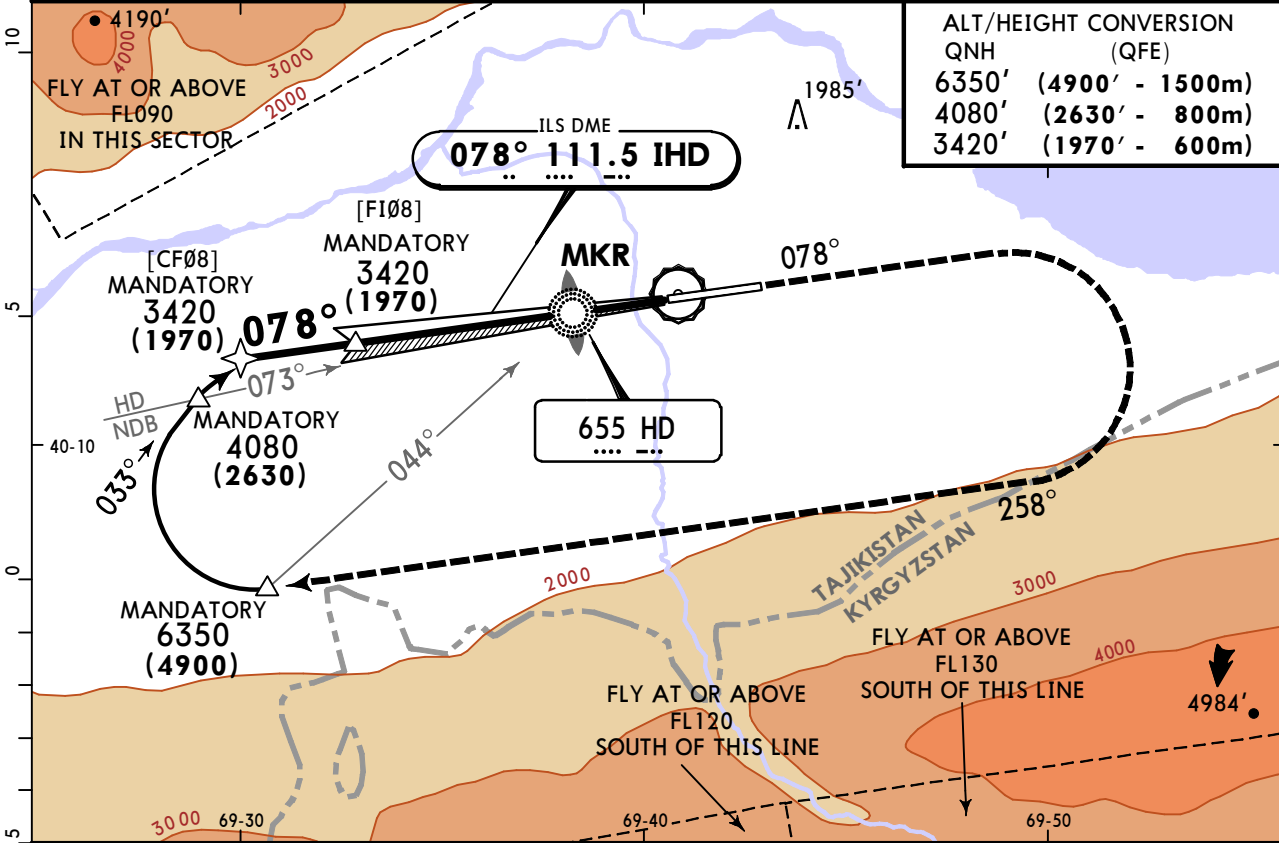 10
4190'
4000
3000
2000
FLY AT OR ABOVE
FL090
IN THIS SECTOR
ALT/HEIGHT CONVERSION
QNH (QFE)
6350' (4900' - 1500m)
4080' (2630' - 800m)
3420' (1970' - 600m)
1985'
ILS DME
078° 111.5 IHD
[FIØ8]
MANDATORY
3420
(1970)
[CFØ8]
MANDATORY
3420
(1970)
MKR
078°
078°
5
073°
HD
NDB
MANDATORY
4080
(2630)
655 HD
40-10
044°
033°
258°
TAJIKISTAN
KYRGYZSTAN
0
2000
3000
MANDATORY
6350
(4900)
FLY AT OR ABOVE
FL130
SOUTH OF THIS LINE
4000
4984'
FLY AT OR ABOVE
FL120
SOUTH OF THIS LINE
5
3000
69-30
69-40
69-50